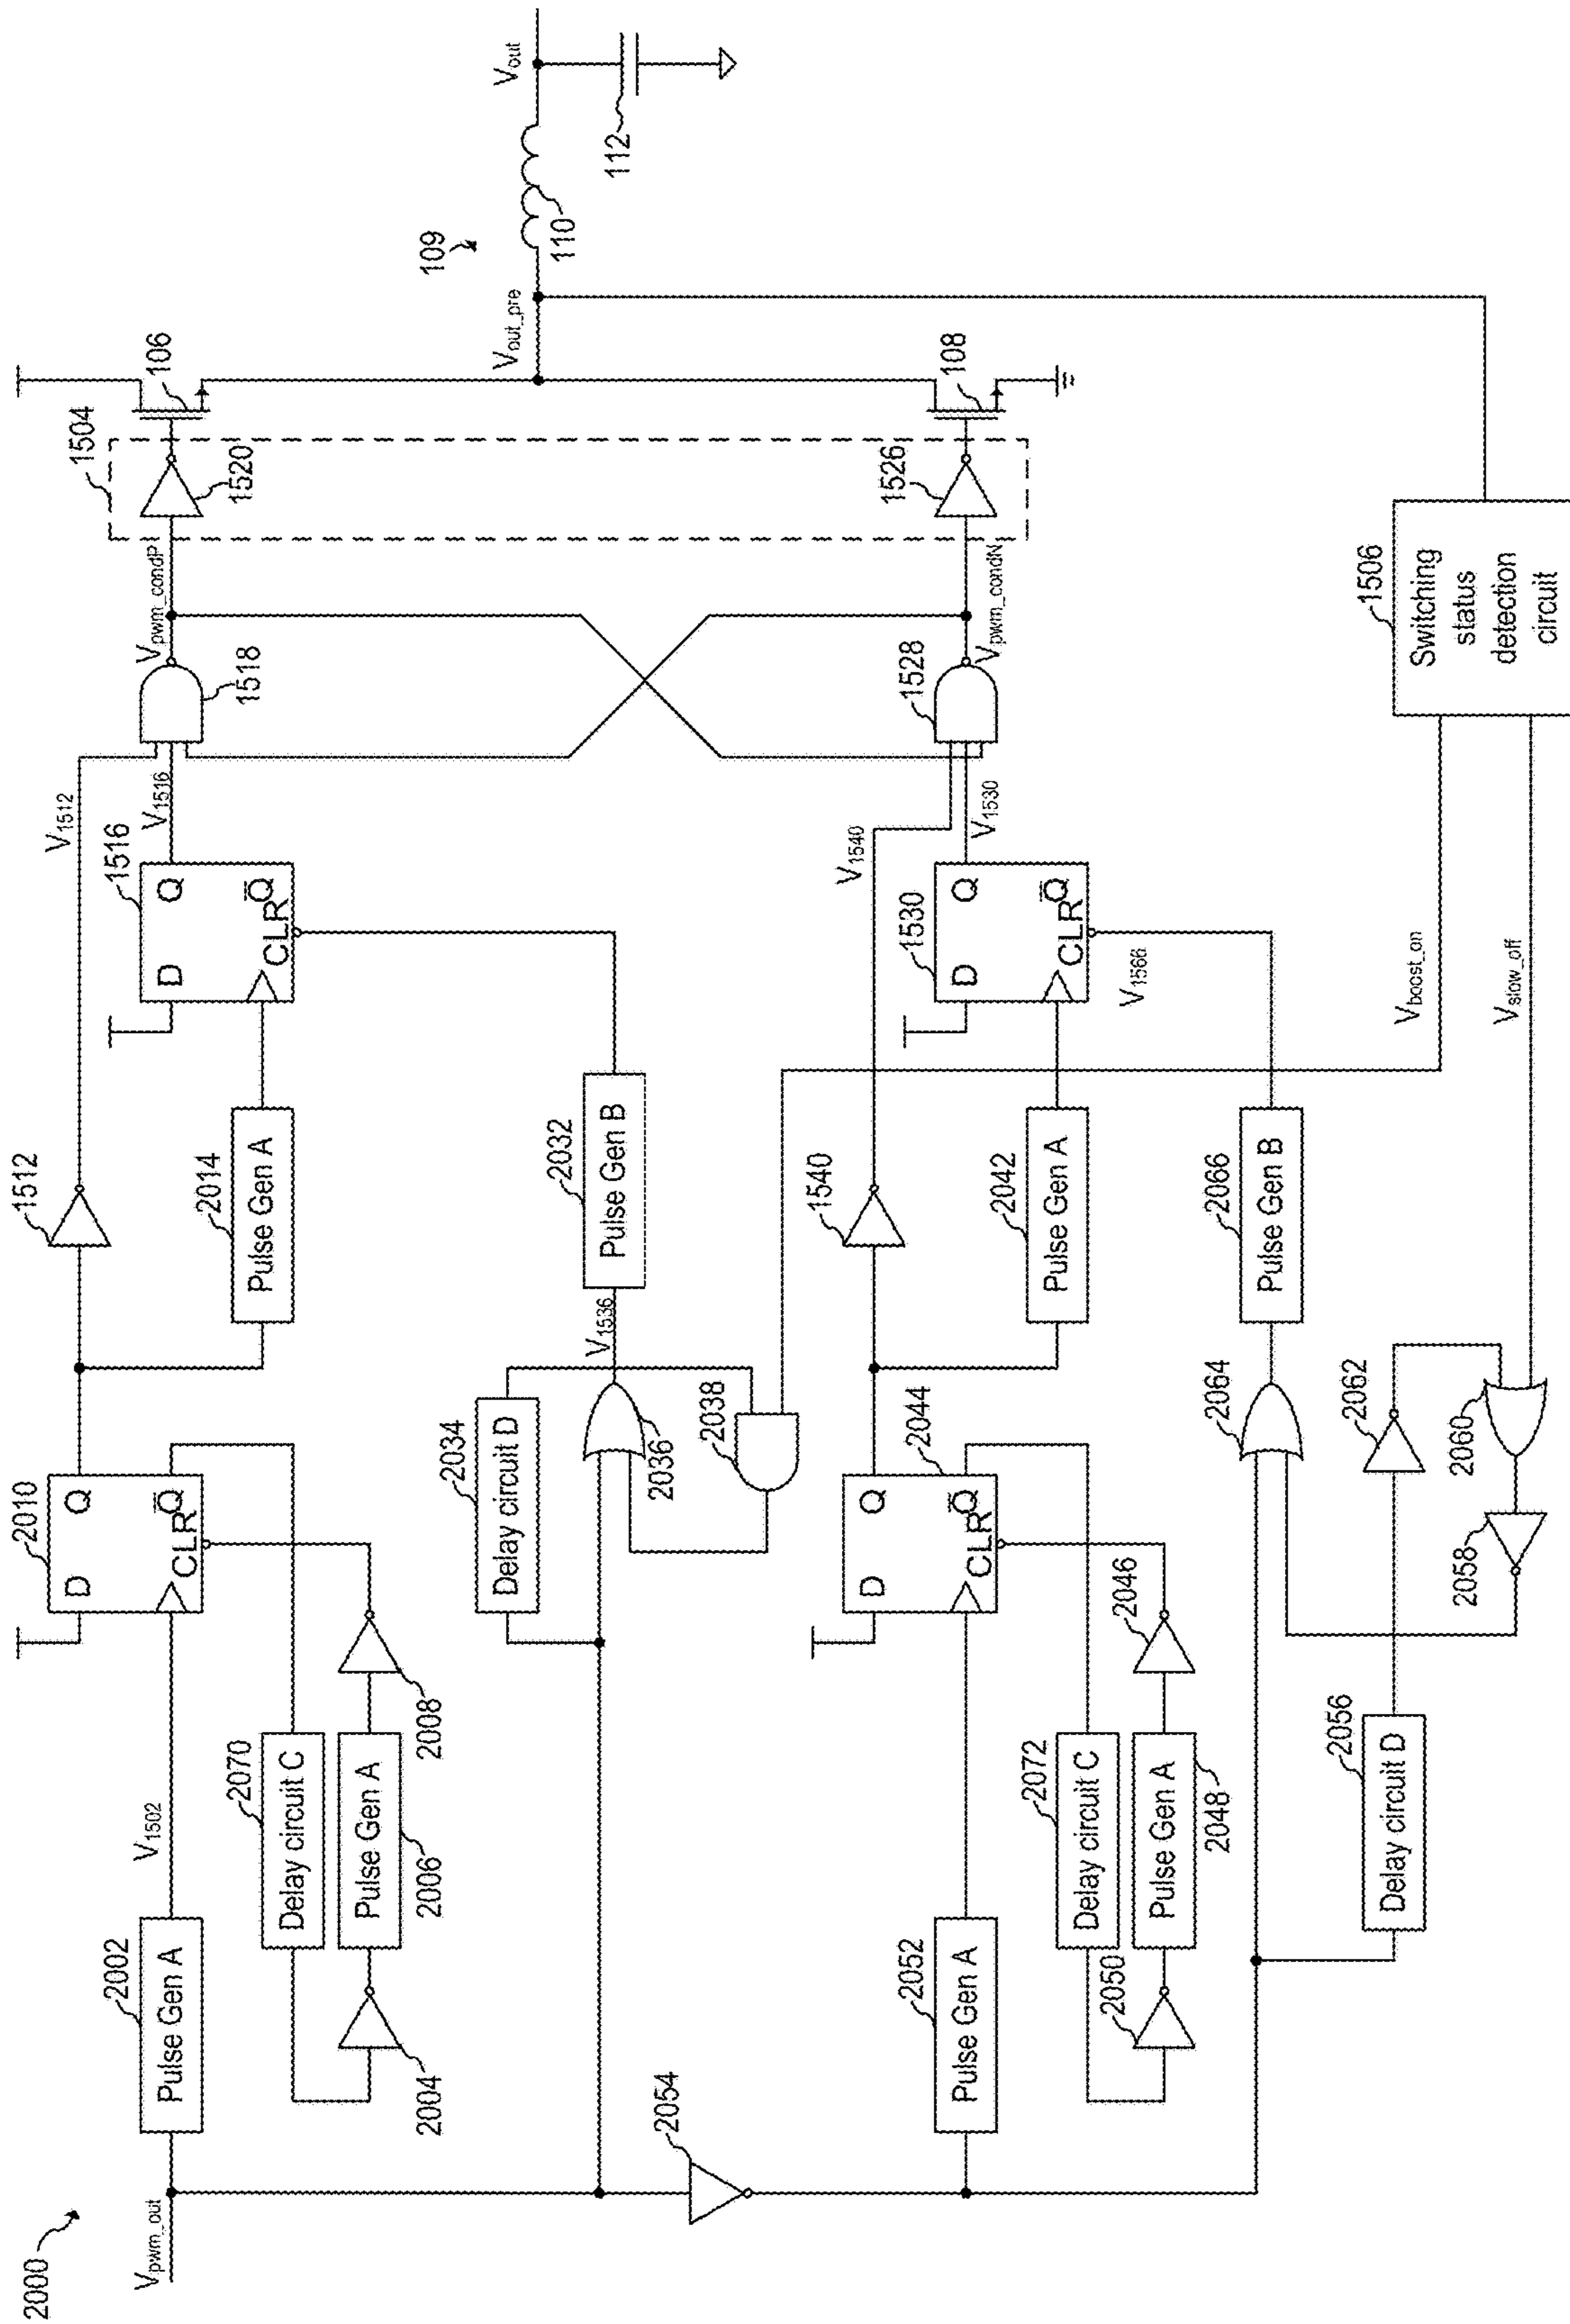 2000
Vpwm_out
2002
Pulse Gen A
V1502
2010
D
Q
Q
CLR
2070
Delay circuit C
2004
Pulse Gen A
2006
2008
1512
V1512
2014
Pulse Gen A
1516
D
Q
Q
CLR
V1516
1518
Vpwm_condP
1504
1520
106
109
Vout_pre
110
Vout
112
2034
Delay circuit D
2036
V1536
2032
Pulse Gen B
2038
2054
2052
Pulse Gen A
2044
D
Q
Q
CLR
2072
Delay circuit C
2050
Pulse Gen A
2048
2046
1540
V1540
2042
Pulse Gen A
1530
D
Q
Q
CLR
V1530
V1566
1528
Vpwm_condN
1526
108
2064
2066
Pulse Gen B
2056
Delay circuit D
2062
2060
2058
Vboost_on
Vslow_off
1506
Switching
status
detection
circuit